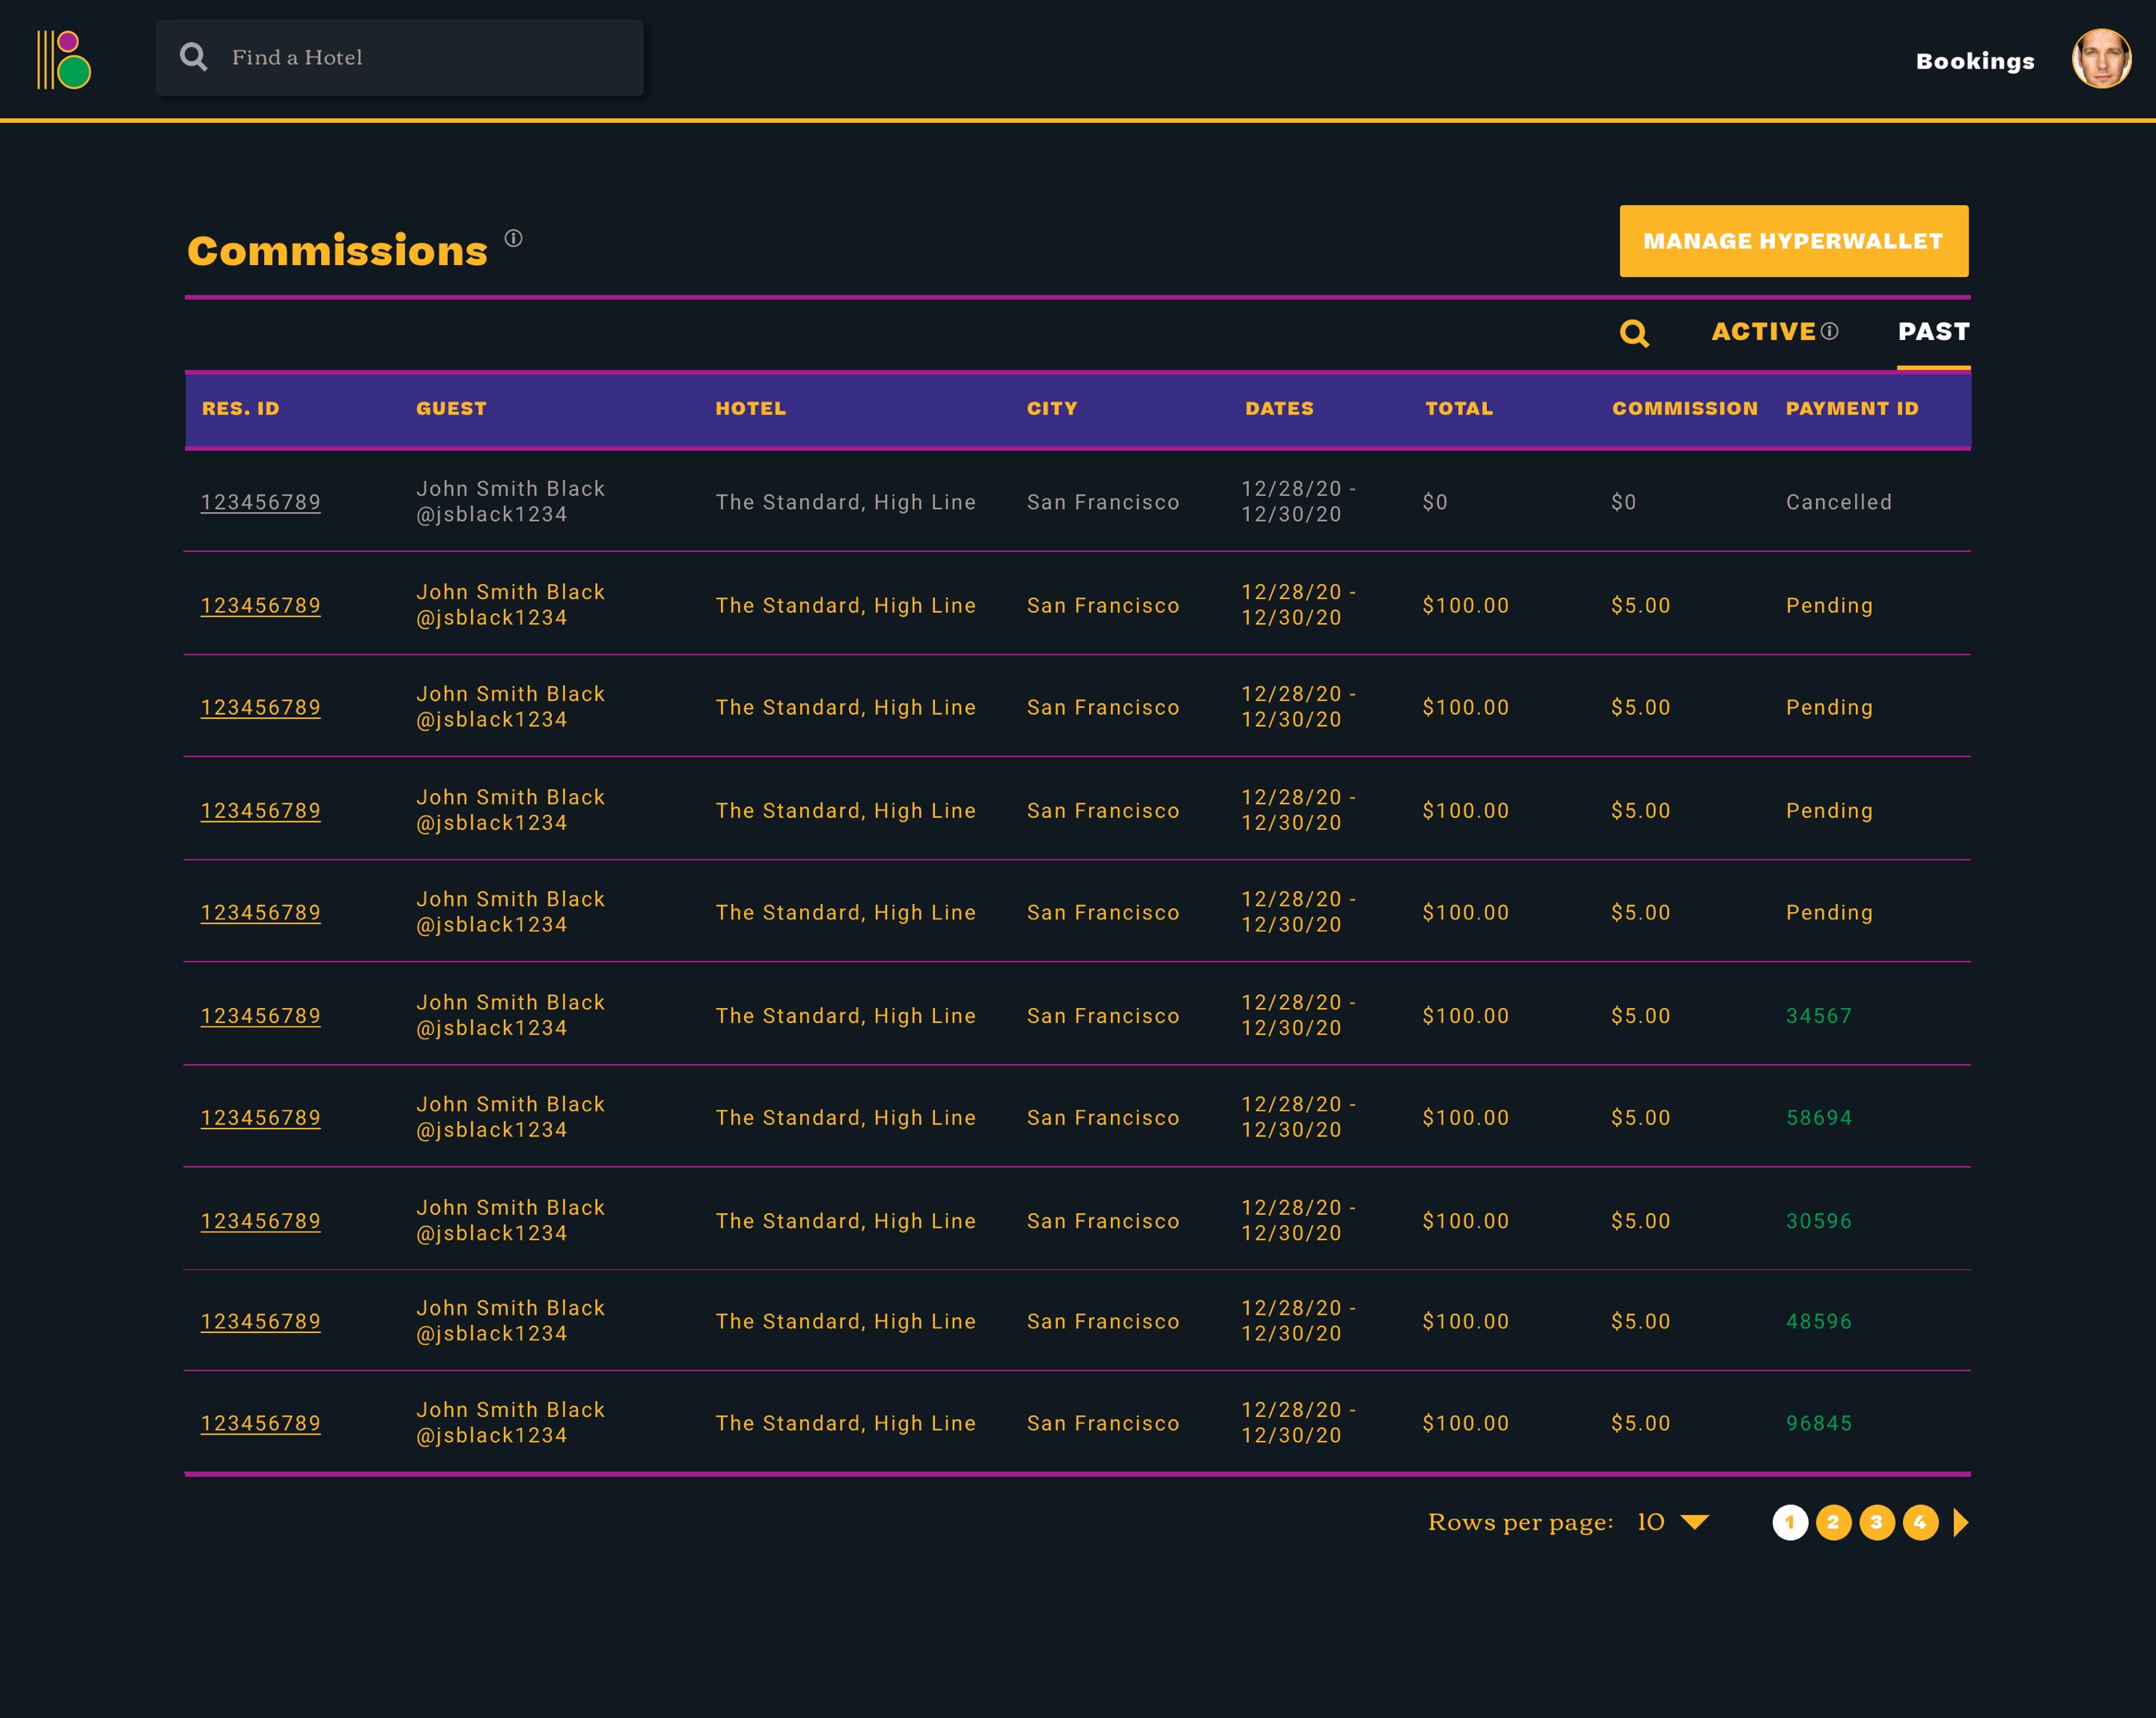 Find a Hotel
Bookings
Commissions
MANAGE HYPERWALLET
ACTIVE PAST
RES. ID GUEST HOTEL CITY DATES TOTAL COMMISSION PAYMENT ID
John Smith Black 12/28/20 -
123456789 The Standard, High Line San Francisco $0 $0 Cancelled
@jsblack1234 12/30/20
John Smith Black 12/28/20 -
123456789 The Standard, High Line San Francisco $100.00 $5.00 Pending
@jsblack1234 12/30/20
John Smith Black 12/28/20 -
123456789 The Standard, High Line San Francisco $100.00 $5.00 Pending
@jsblack1234 12/30/20
John Smith Black 12/28/20 -
123456789 The Standard, High Line San Francisco $100.00 $5.00 Pending
@jsblack1234 12/30/20
John Smith Black 12/28/20 -
123456789 The Standard, High Line San Francisco $100.00 $5.00 Pending
@jsblack1234 12/30/20
John Smith Black 12/28/20 -
123456789 The Standard, High Line San Francisco $100.00 $5.00 34567
@jsblack1234 12/30/20
John Smith Black 12/28/20 -
123456789 The Standard, High Line San Francisco $100.00 $5.00 58694
@jsblack1234 12/30/20
John Smith Black 12/28/20 -
123456789 The Standard, High Line San Francisco $100.00 $5.00 30596
@jsblack1234 12/30/20
John Smith Black 12/28/20 -
123456789 The Standard, High Line San Francisco $100.00 $5.00 48596
@jsblack1234 12/30/20
John Smith Black 12/28/20 -
123456789 The Standard, High Line San Francisco $100.00 $5.00 96845
@jsblack1234 12/30/20
Rows per page: 10 1 2 3 4